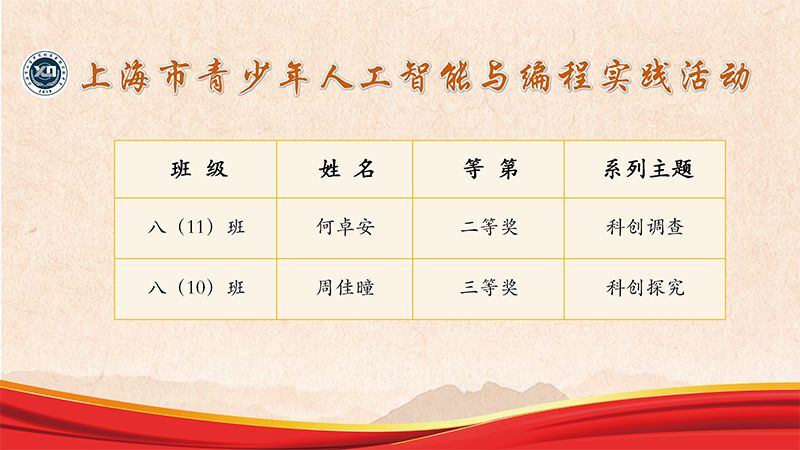 上海市青少年人工智能与编程实践活动
班 级 姓 名 等 第 系列主题
八（11）班 何卓安 二等奖 科创调查
八（10）班 周佳曈 三等奖 科创探究